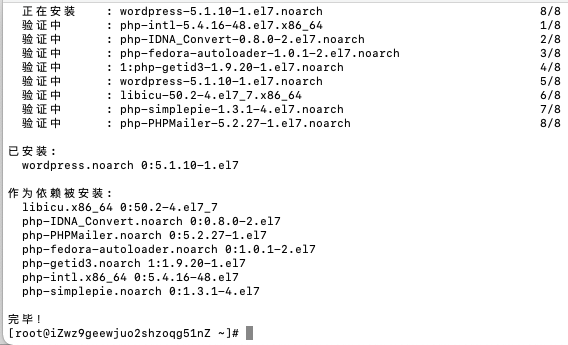 正在安装    : wordpress-5.1.10-1.el7.noarch    8/8
验证中      : php-intl-5.4.16-48.el7.x86_64    1/8
验证中      : php-IDNA_Convert-0.8.0-2.el7.noarch    2/8
验证中      : php-fedora-autoloader-1.0.1-2.el7.noarch    3/8
验证中      : 1:php-getid3-1.9.20-1.el7.noarch    4/8
验证中      : wordpress-5.1.10-1.el7.noarch    5/8
验证中      : libicu-50.2-4.el7_7.x86_64    6/8
验证中      : php-simplepie-1.3.1-4.el7.noarch    7/8
验证中      : php-PHPMailer-5.2.27-1.el7.noarch    8/8
已安装:
wordpress.noarch 0:5.1.10-1.el7
作为依赖被安装:
libicu.x86_64 0:50.2-4.el7_7
php-IDNA_Convert.noarch 0:0.8.0-2.el7
php-PHPMailer.noarch 0:5.2.27-1.el7
php-fedora-autoloader.noarch 0:1.0.1-2.el7
php-getid3.noarch 1:1.9.20-1.el7
php-intl.x86_64 0:5.4.16-48.el7
php-simplepie.noarch 0:1.3.1-4.el7
完毕！
[root@iZwz9geewjuo2shzoqg51nZ ~]#